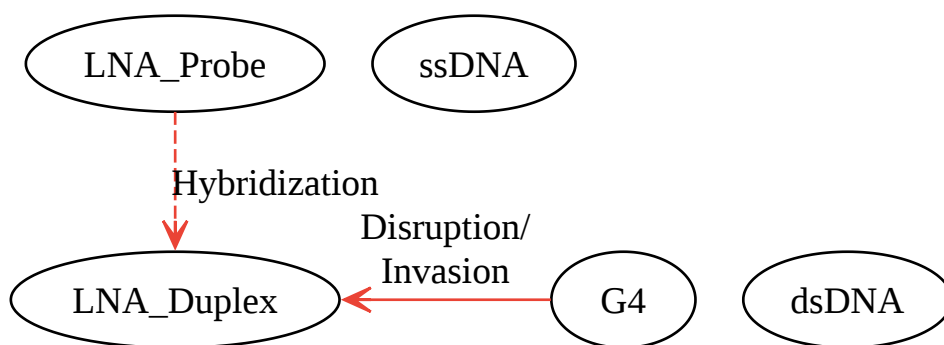 LNA_Probe
ssDNA
Hybridization
Disruption/
Invasion
LNA_Duplex
G4
dsDNA